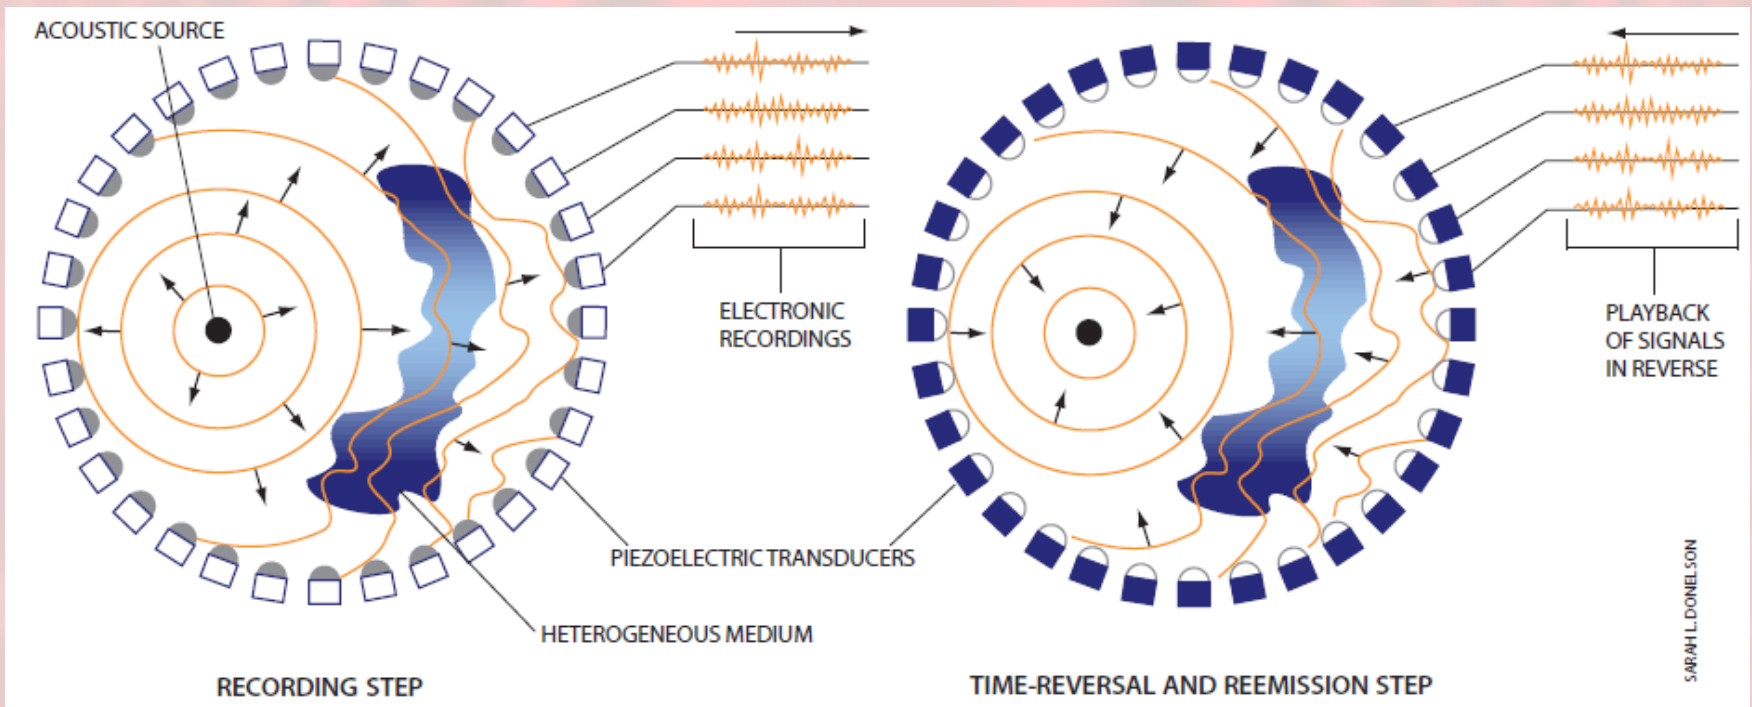 ACOUSTIC SOURCE
ELECTRONIC
RECORDINGS
PLAYBACK
OF SIGNALS
IN REVERSE
PIEZOELECTRIC TRANSDUCERS
HETEROGENEOUS MEDIUM
RECORDING STEP
TIME-REVERSAL AND REEMISSION STEP
SARAH L. DONELSON